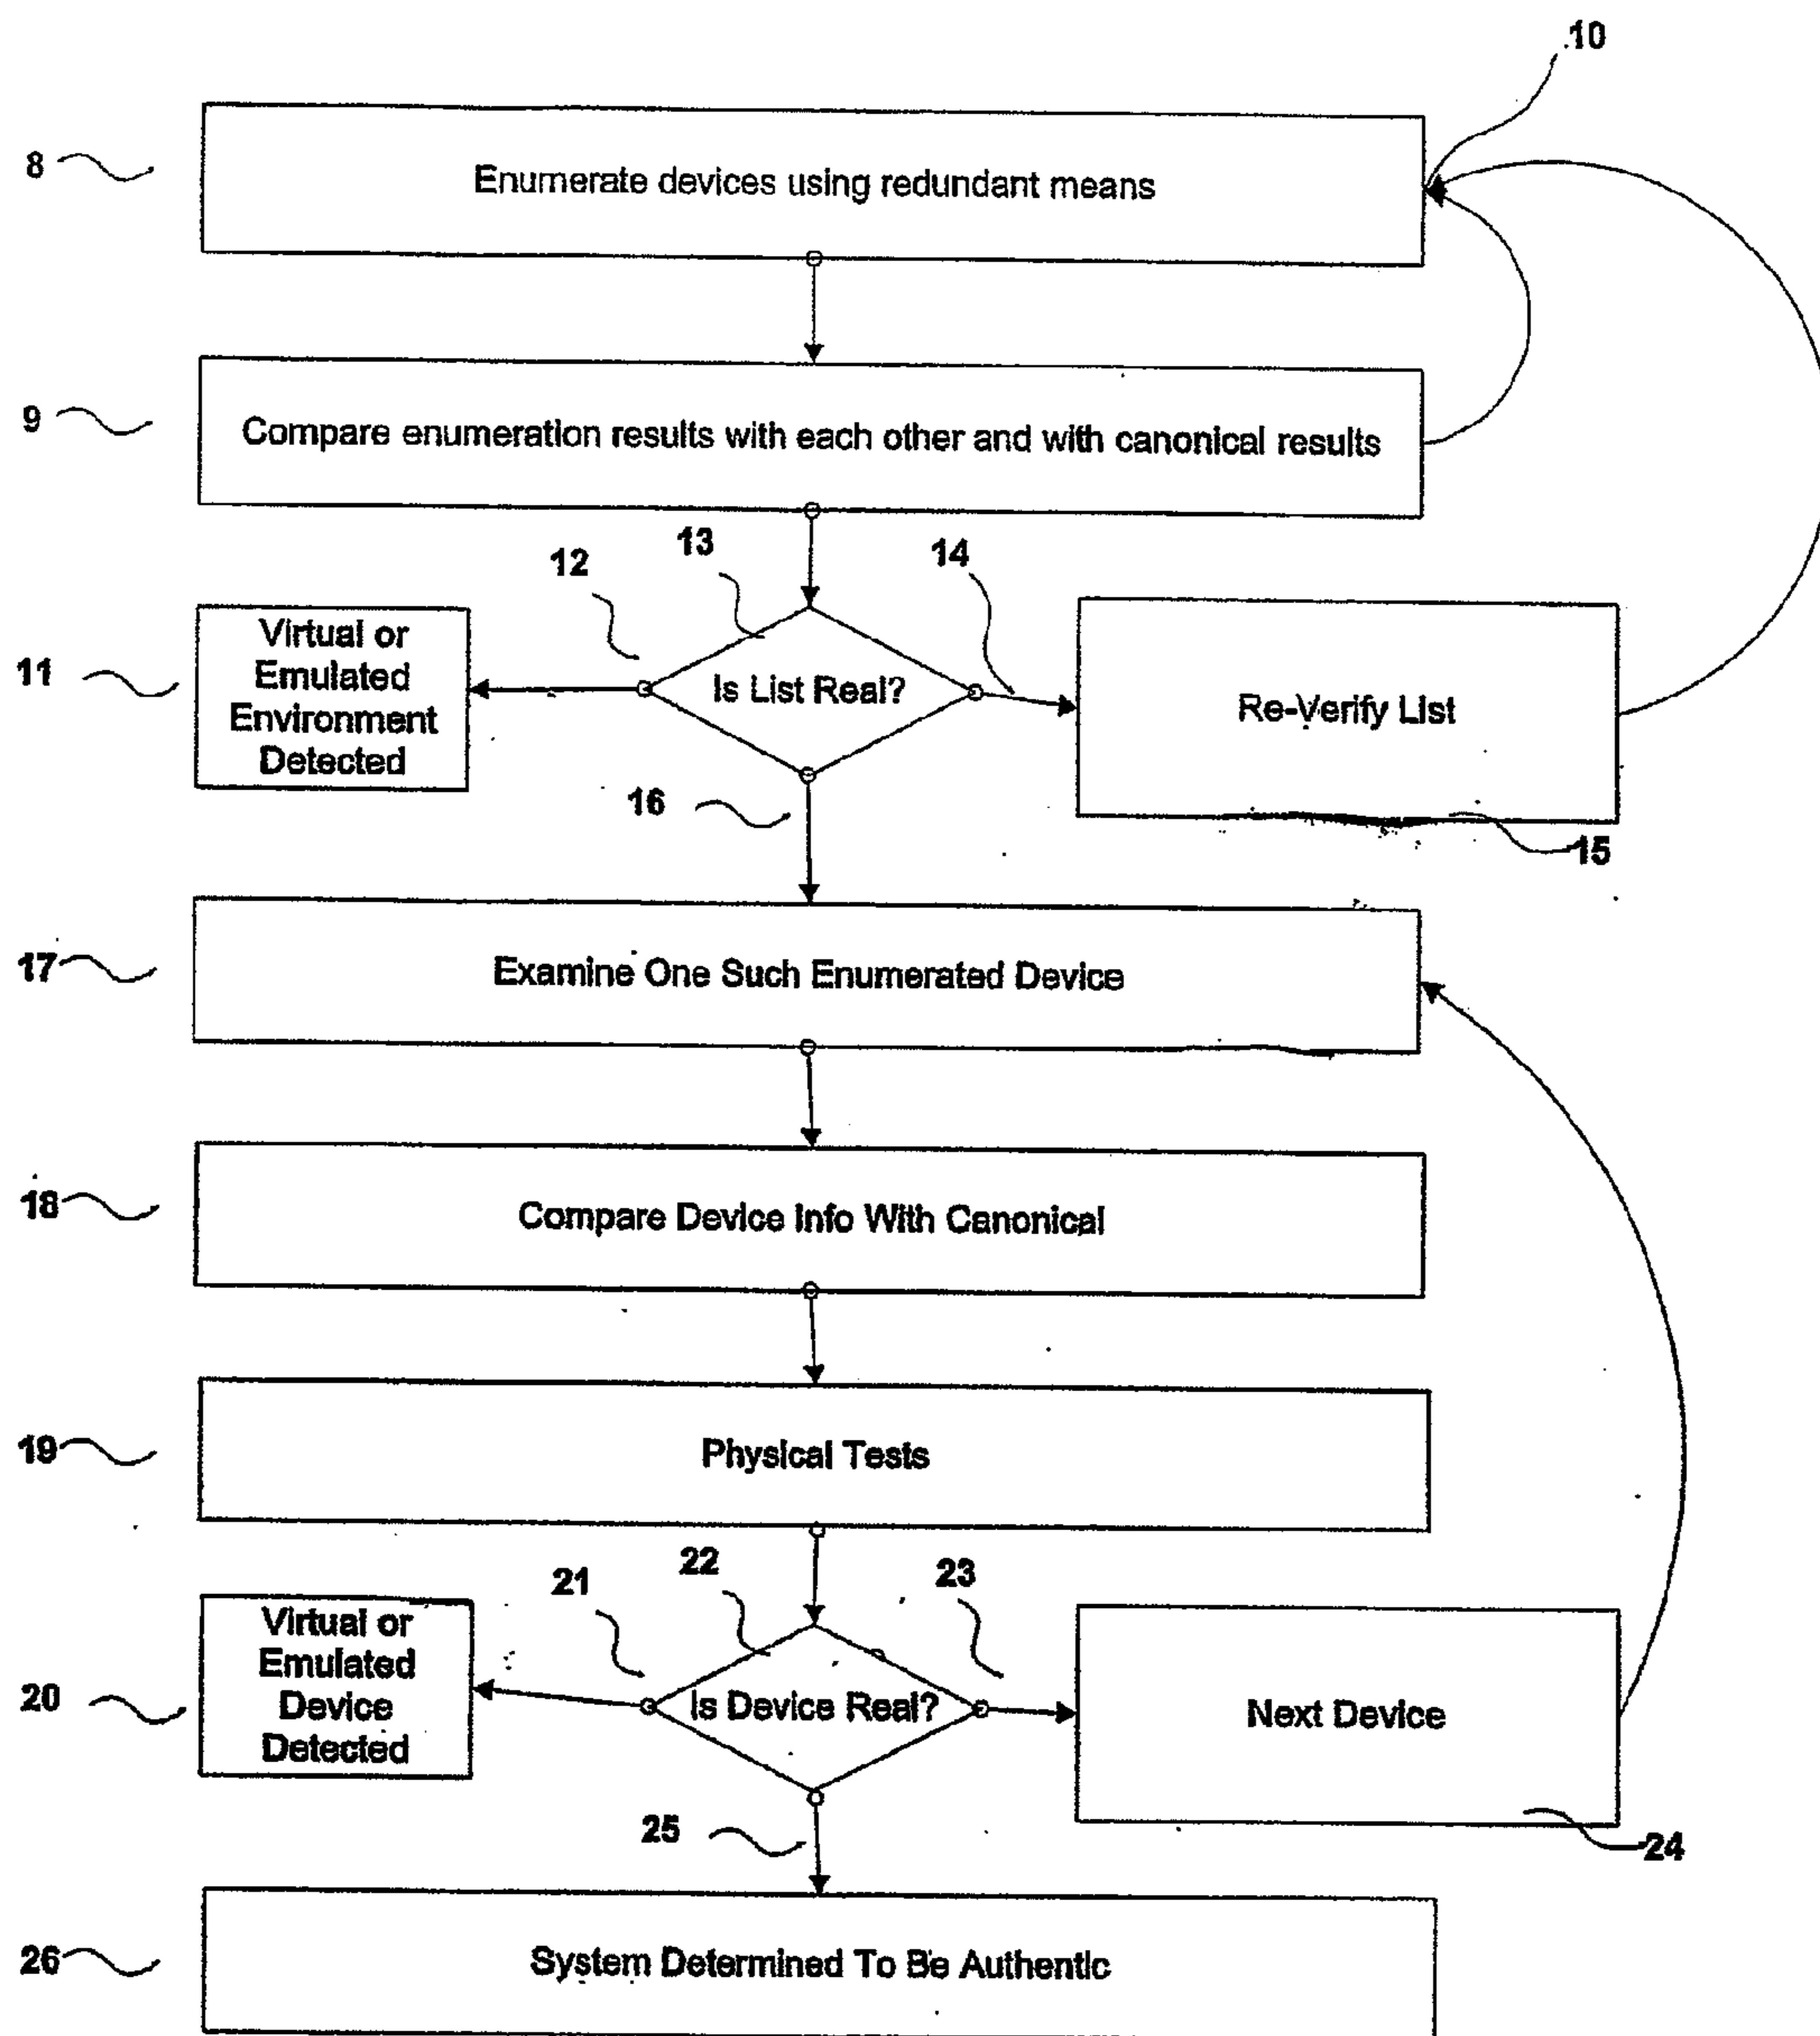 10
8
Enumerate devices using redundant means
9
Compare enumeration results with each other and with canonical results
12
13
14
11
Virtual or
Emulated
Environment
Detected
Is List Real?
Re-Verify List
16
15
17
Examine One Such Enumerated Device
18
Compare Device Info With Canonical
19
Physical Tests
21
22
23
20
Virtual or
Emulated
Device
Detected
Is Device Real?
Next Device
25
24
26
System Determined To Be Authentic